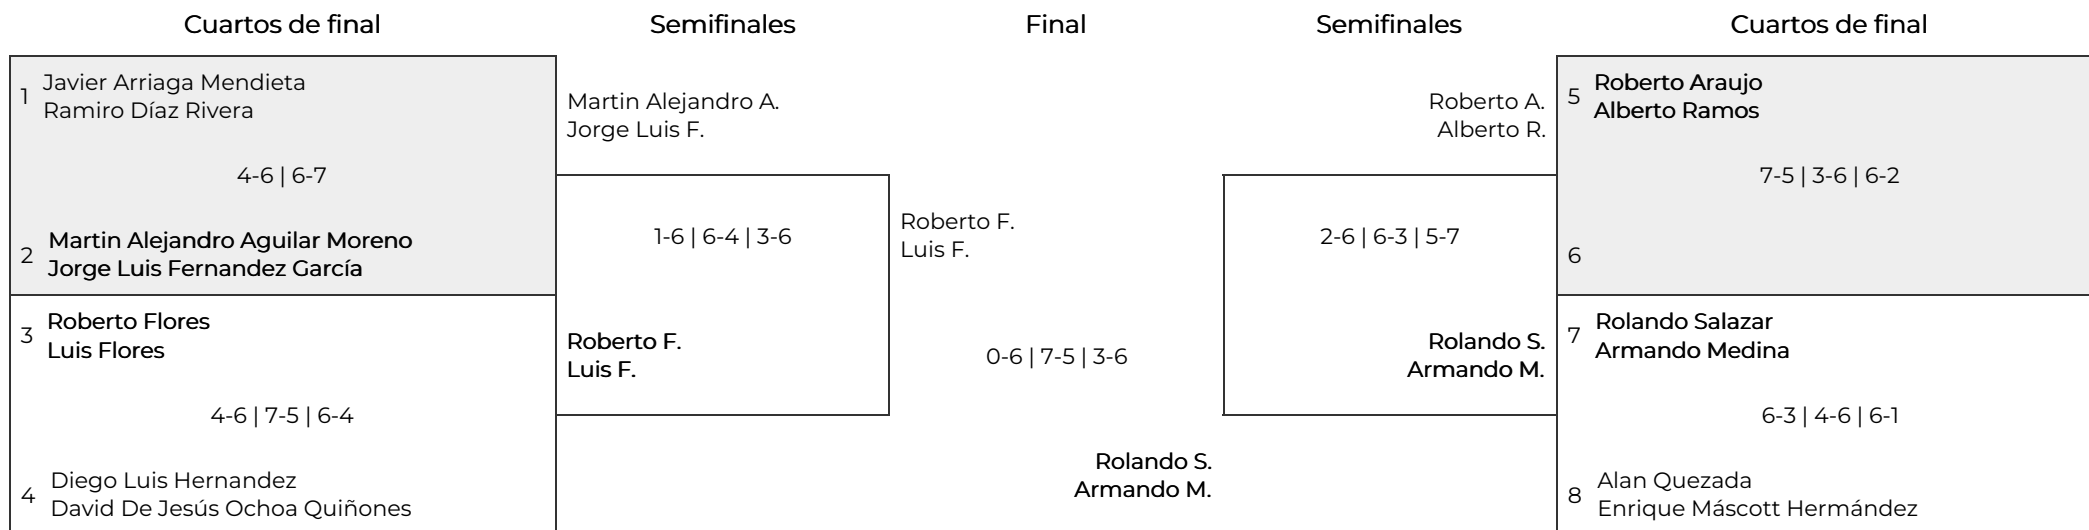 Cuartos de final
Semifinales
Final
Semifinales
Cuartos de final
1
Javier Arriaga Mendieta
Ramiro Díaz Rivera
4-6 | 6-7
2
Martin Alejandro Aguilar Moreno
Jorge Luis Fernandez García
3
Roberto Flores
Luis Flores
4-6 | 7-5 | 6-4
4
Diego Luis Hernandez
David De Jesús Ochoa Quiñones
Martin Alejandro A.
Jorge Luis F.
1-6 | 6-4 | 3-6
Roberto F.
Luis F.
Roberto F.
Luis F.
0-6 | 7-5 | 3-6
Rolando S.
Armando M.
Roberto A.
Alberto R.
2-6 | 6-3 | 5-7
Rolando S.
Armando M.
5
Roberto Araujo
Alberto Ramos
7-5 | 3-6 | 6-2
6
7
Rolando Salazar
Armando Medina
6-3 | 4-6 | 6-1
8
Alan Quezada
Enrique Máscott Hermández